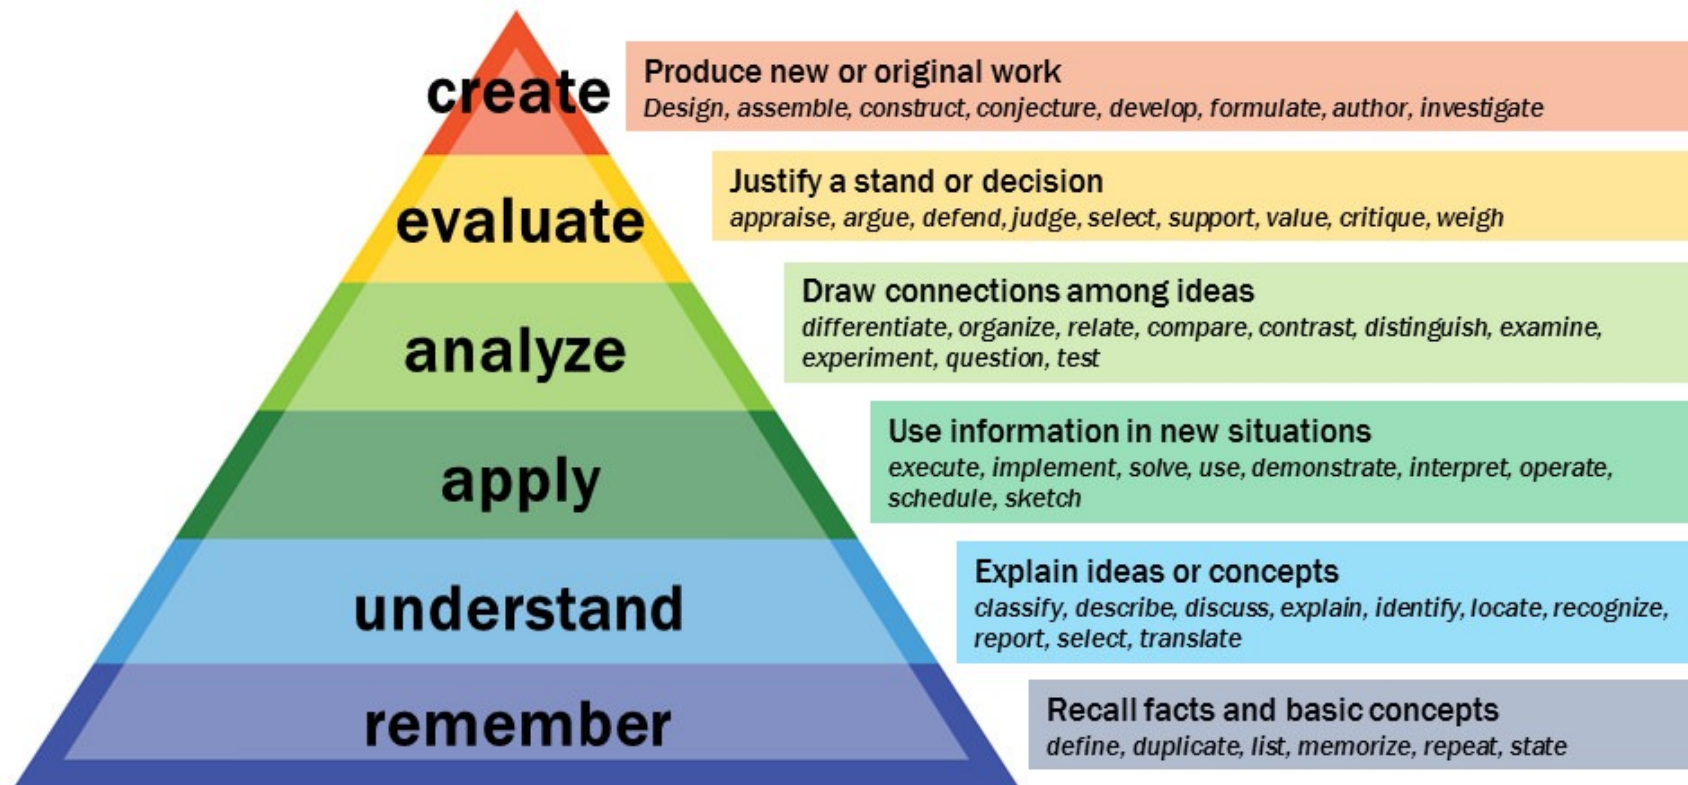 create
Produce new or original work
Design, assemble, construct, conjecture, develop, formulate, author, investigate
evaluate
Justify a stand or decision
appraise, argue, defend, judge, select, support, value, critique, weigh
analyze
Draw connections among ideas
differentiate, organize, relate, compare, contrast, distinguish, examine,
experiment, question, test
apply
Use information in new situations
execute, implement, solve, use, demonstrate, interpret, operate,
schedule, sketch
understand
Explain ideas or concepts
classify, describe, discuss, explain, identify, locate, recognize,
report, select, translate
remember
Recall facts and basic concepts
define, duplicate, list, memorize, repeat, state